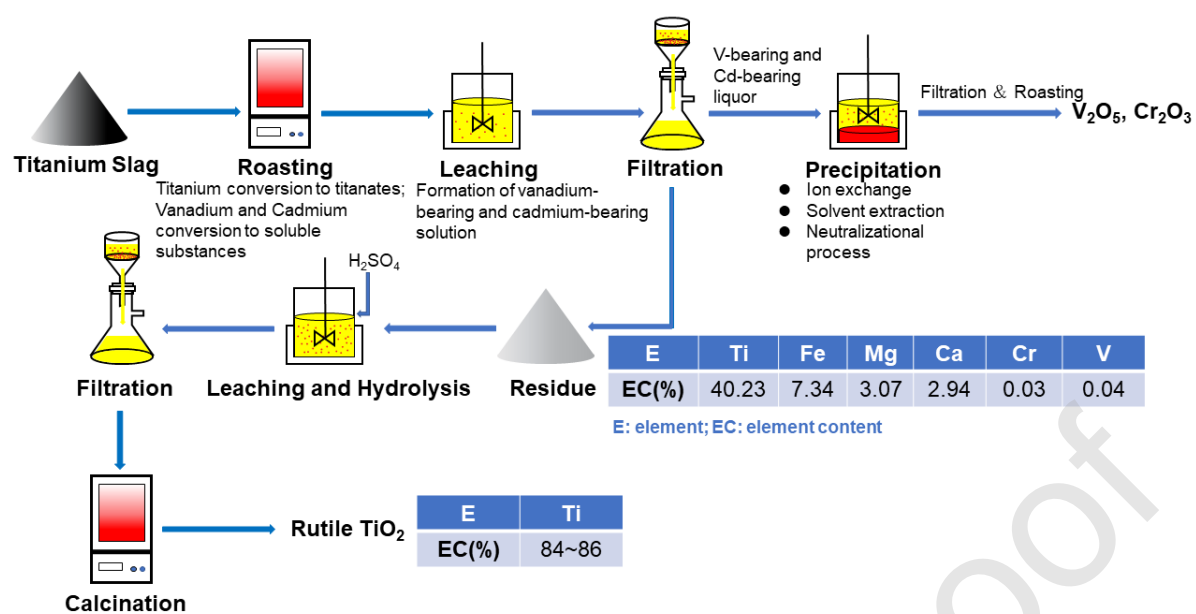 V-bearing and
Cd-bearing
liquor
Filtration & Roasting
V₂O₅, Cr₂O₃
Titanium Slag
Roasting
Leaching
Filtration
Precipitation
Titanium conversion to titanates;
Vanadium and Cadmium
conversion to soluble
substances
Formation of vanadium-
bearing and cadmium-bearing
solution
● Ion exchange
● Solvent extraction
● Neutralizational
process
H₂SO₄
Filtration
Leaching and Hydrolysis
Residue
E Ti Fe Mg Ca Cr V
EC(%) 40.23 7.34 3.07 2.94 0.03 0.04
E: element; EC: element content
Rutile TiO₂
E Ti
EC(%) 84~86
Calcination
oof